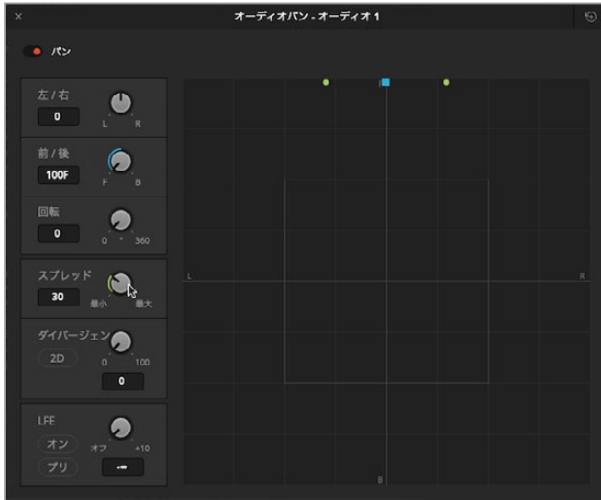 × オーディオパン - オーディオ 1
パン
左 / 右
0
L R
前 / 後
100F
F B
回転
0
0 ° 360
スプレッド
30
最小 最大
ダイバージェン
2D
0 100
0
LFE
オン
オフ +10
プリ
-∞
L R
B